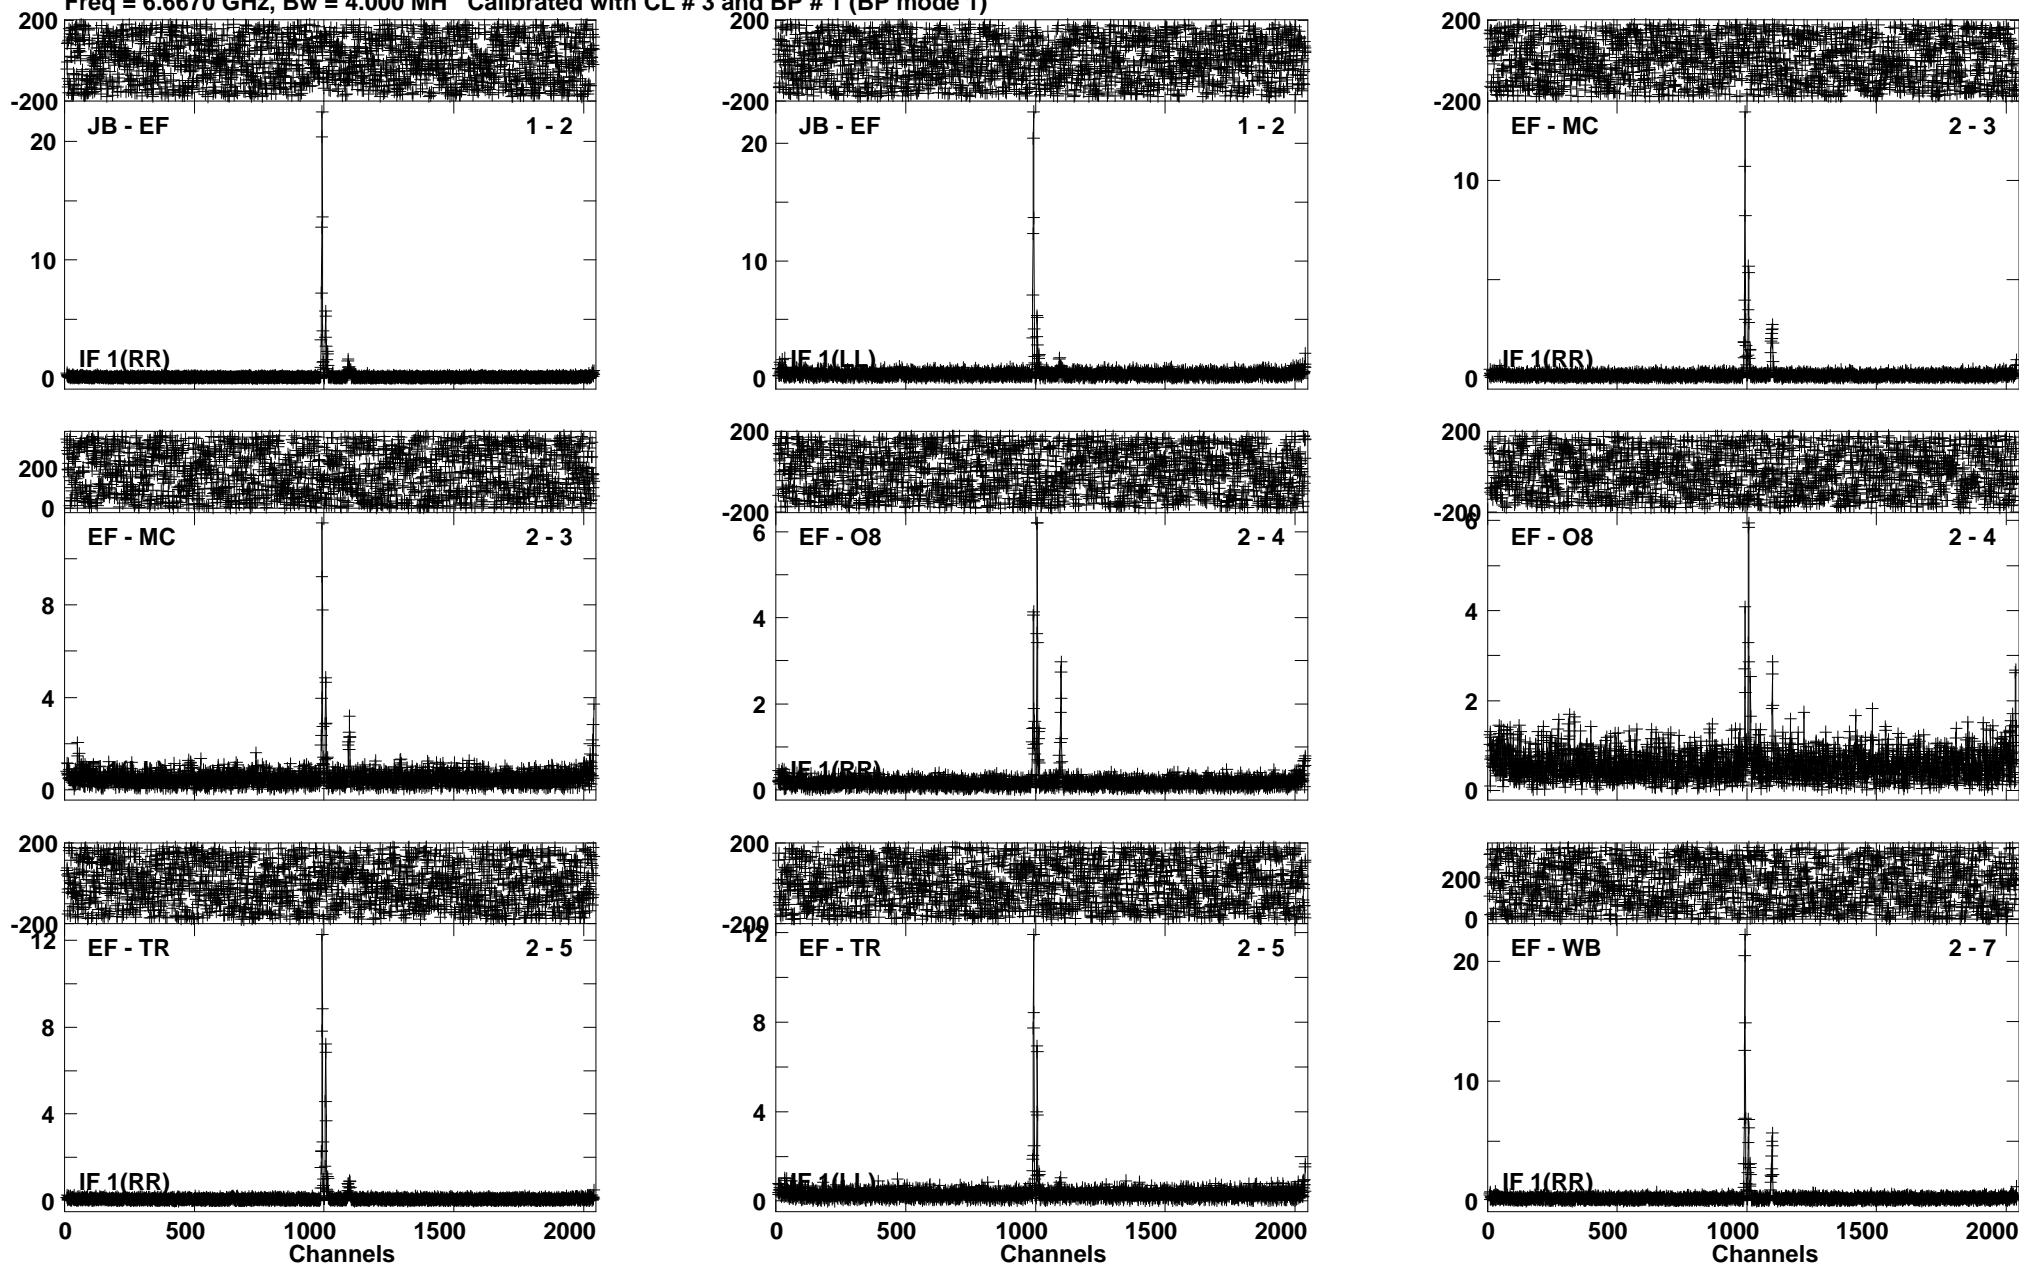 Freq = 6.6670 GHz, Bw = 4.000 MH Calibrated with CL # 3 and BP # 1 (BP mode 1)
200 200 200
-200 -200 -200
JB - EF 1 - 2 JB - EF 1 - 2 EF - MC 2 - 3
20 20 10
10 10
IF 1(RR) IF 1(LL) IF 1(RR)
0 0 0
200 200 200
0 -200 -200
EF - MC 2 - 3 EF - O8 2 - 4 EF - O8 2 - 4
8 6 6
4 4 4
2 2
IF 1(RR)
0 0 0
200 200 200
-200 -200 0
EF - TR 2 - 5 EF - TR 2 - 5 EF - WB 2 - 7
12 12 20
8 8 10
4 4
IF 1(RR) IF 1(LL) IF 1(RR)
0 0 0
0 500 1000 1500 2000 0 500 1000 1500 2000 0 500 1000 1500 2000
Channels Channels Channels